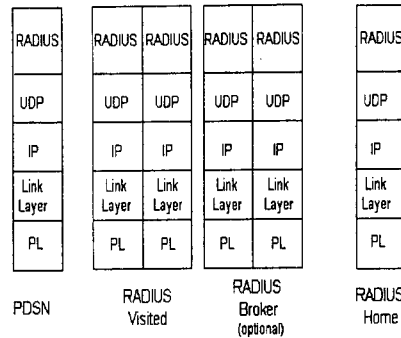 RADIUS RADIUS RADIUS RADIUS RADIUS RADIUS
UDP UDP UDP UDP UDP UDP
IP IP IP IP IP IP
Link Link Link Link Link Link
Layer Layer Layer Layer Layer Layer
PL PL PL PL PL PL
PDSN
RADIUS
Visited
RADIUS
Broker
(optional)
RADIUS
Home